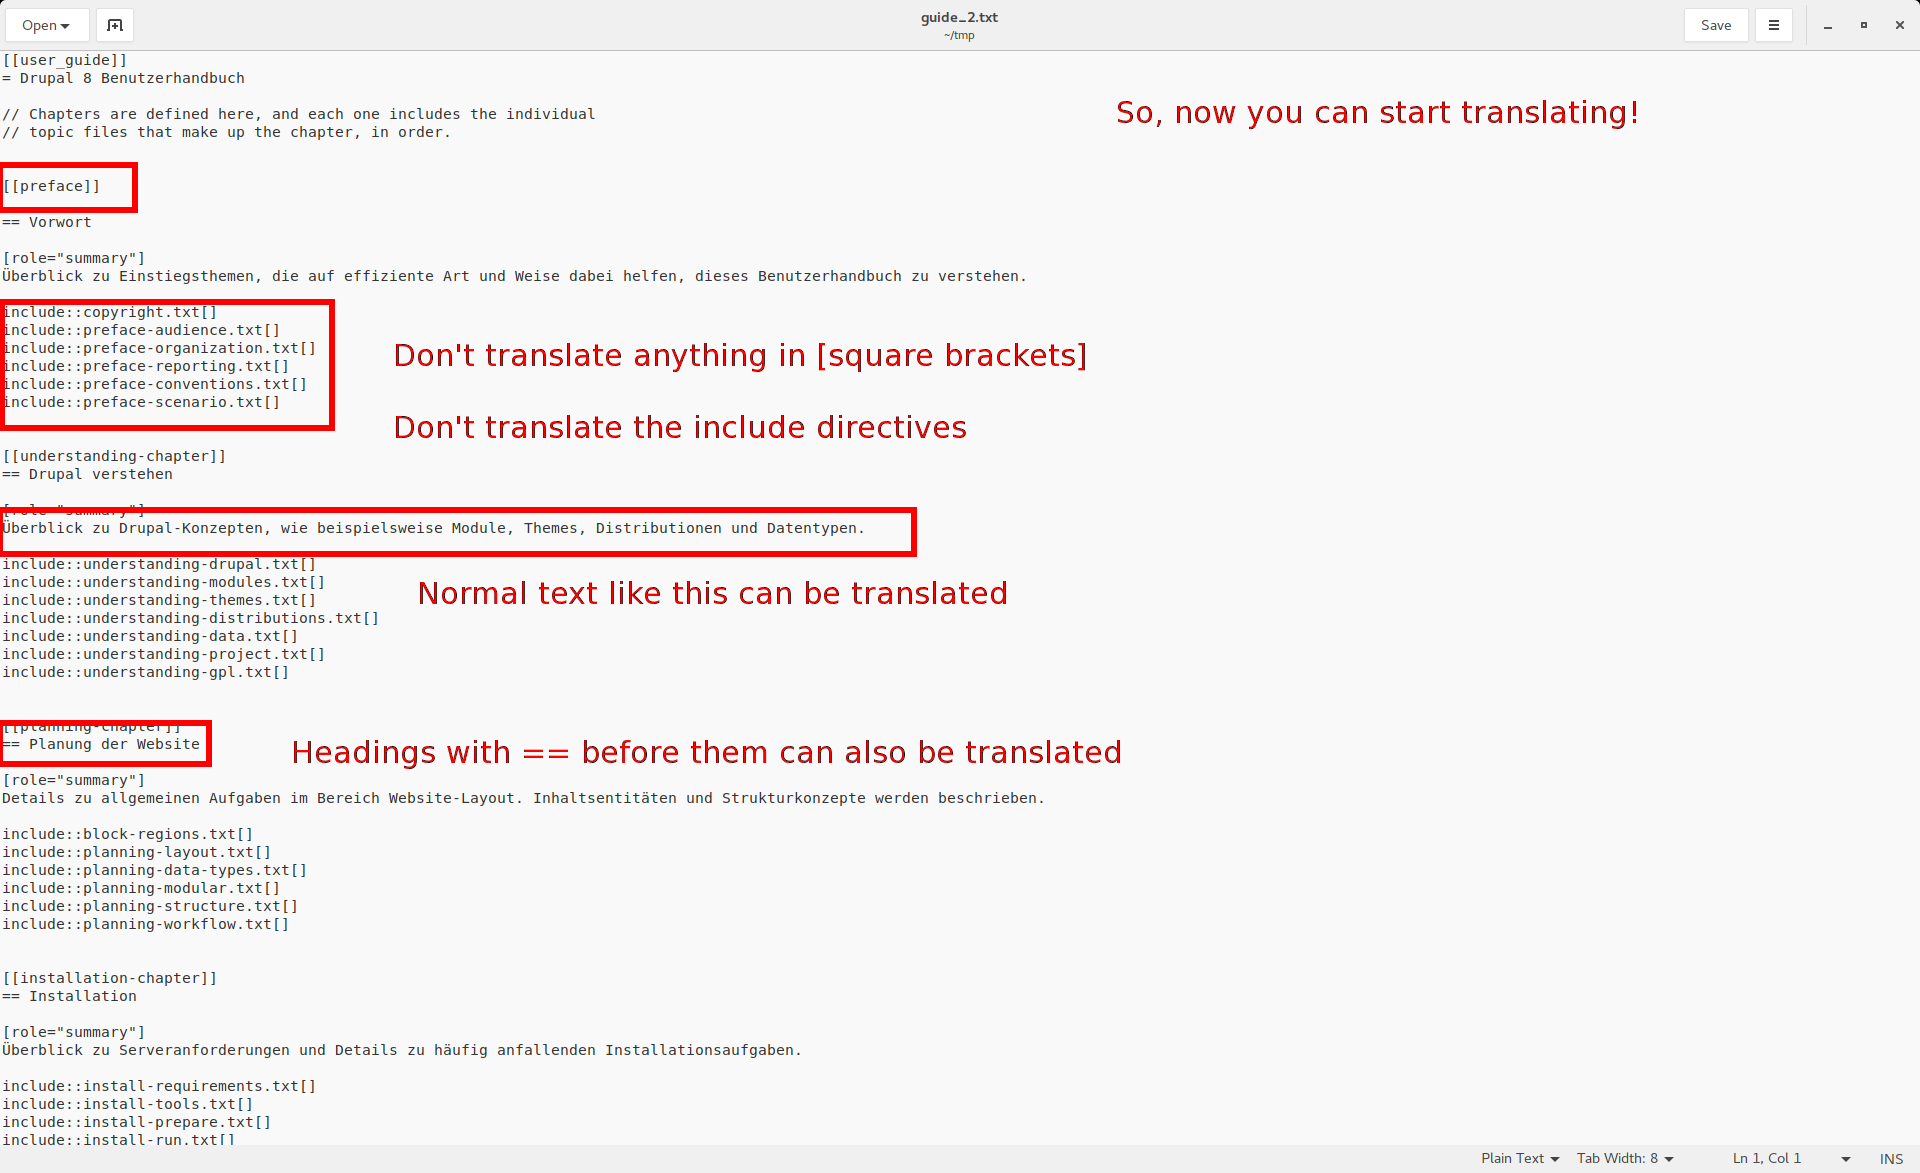 Open
guide_2.txt
~/tmp
Save
[[user_guide]]
= Drupal 8 Benutzerhandbuch
// Chapters are defined here, and each one includes the individual
// topic files that make up the chapter, in order.
So, now you can start translating!
[[preface]]
== Vorwort
[role="summary"]
Überblick zu Einstiegsthemen, die auf effiziente Art und Weise dabei helfen, dieses Benutzerhandbuch zu verstehen.
include::copyright.txt[]
include::preface-audience.txt[]
include::preface-organization.txt[]
include::preface-reporting.txt[]
include::preface-conventions.txt[]
include::preface-scenario.txt[]
Don't translate anything in [square brackets]
Don't translate the include directives
[[understanding-chapter]]
== Drupal verstehen
[role="summary"]
Überblick zu Drupal-Konzepten, wie beispielsweise Module, Themes, Distributionen und Datentypen.
include::understanding-drupal.txt[]
include::understanding-modules.txt[]
include::understanding-themes.txt[]
include::understanding-distributions.txt[]
include::understanding-data.txt[]
include::understanding-project.txt[]
include::understanding-gpl.txt[]
Normal text like this can be translated
[[planning-chapter]]
== Planung der Website
Headings with == before them can also be translated
[role="summary"]
Details zu allgemeinen Aufgaben im Bereich Website-Layout. Inhaltsentitäten und Strukturkonzepte werden beschrieben.
include::block-regions.txt[]
include::planning-layout.txt[]
include::planning-data-types.txt[]
include::planning-modular.txt[]
include::planning-structure.txt[]
include::planning-workflow.txt[]
[[installation-chapter]]
== Installation
[role="summary"]
Überblick zu Serveranforderungen und Details zu häufig anfallenden Installationsaufgaben.
include::install-requirements.txt[]
include::install-tools.txt[]
include::install-prepare.txt[]
include::install-run.txt[]
Plain Text
Tab Width: 8
Ln 1, Col 1
INS